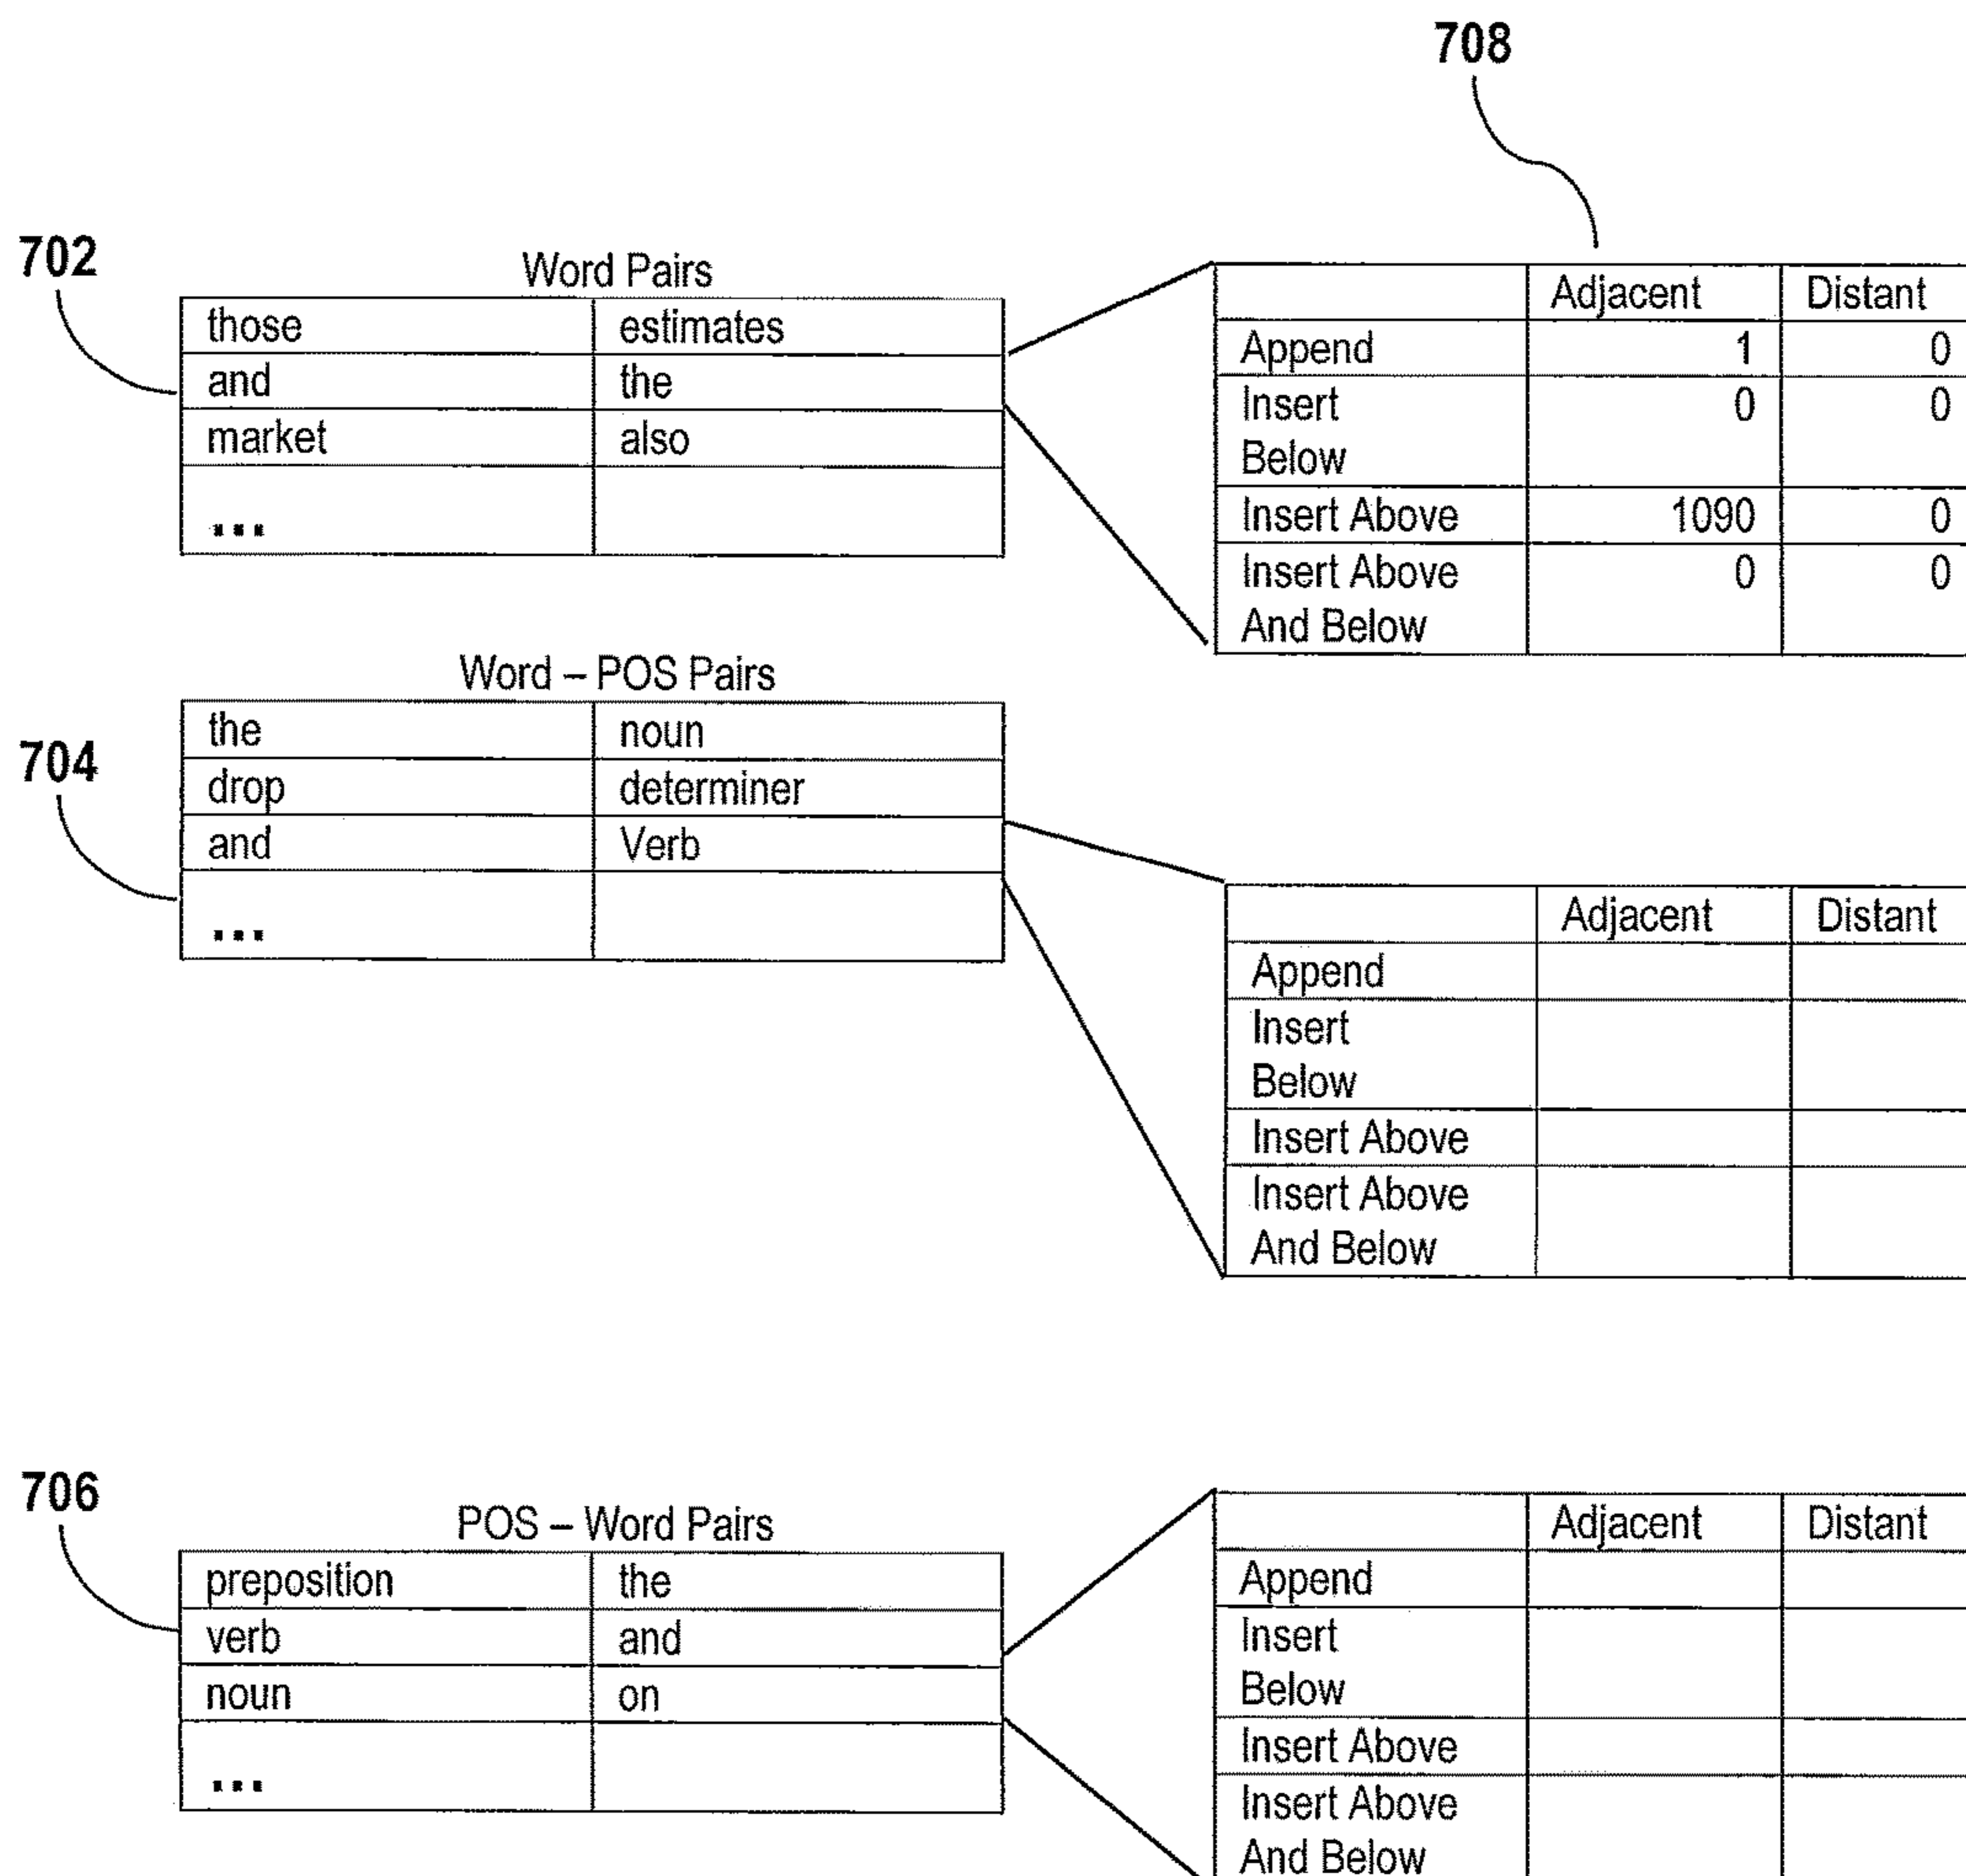 708
702
Word Pairs
those estimates
and the
market also
...
Adjacent Distant
Append 1 0
Insert 0 0
Below
Insert Above 1090 0
Insert Above 0 0
And Below
704
Word – POS Pairs
the noun
drop determiner
and Verb
...
Adjacent Distant
Append
Insert
Below
Insert Above
Insert Above
And Below
706
POS – Word Pairs
preposition the
verb and
noun on
...
Adjacent Distant
Append
Insert
Below
Insert Above
Insert Above
And Below